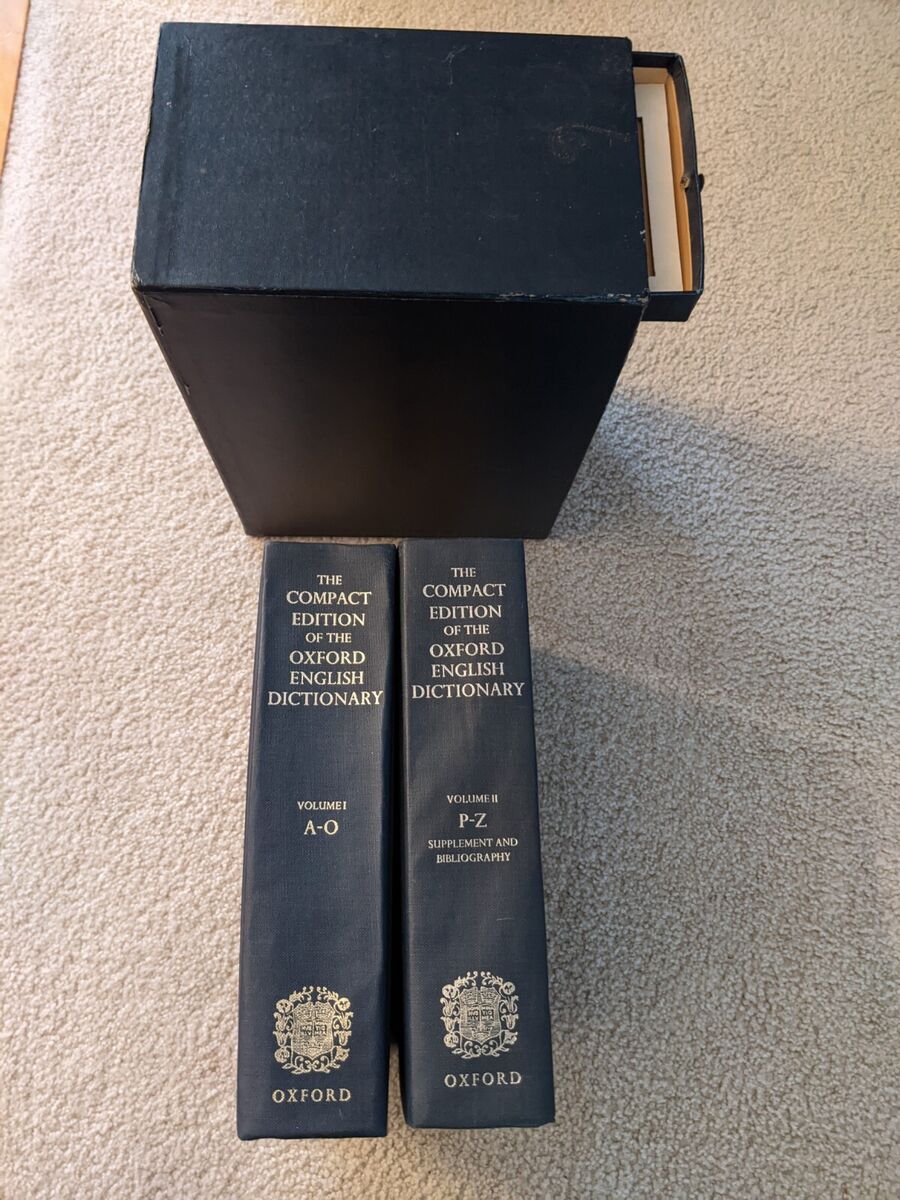 THE
COMPACT
EDITION
OF THE
OXFORD
ENGLISH
DICTIONARY
VOLUME I
A-O
OXFORD
THE
COMPACT
EDITION
OF THE
OXFORD
ENGLISH
DICTIONARY
VOLUME II
P-Z
SUPPLEMENT AND
BIBLIOGRAPHY
OXFORD